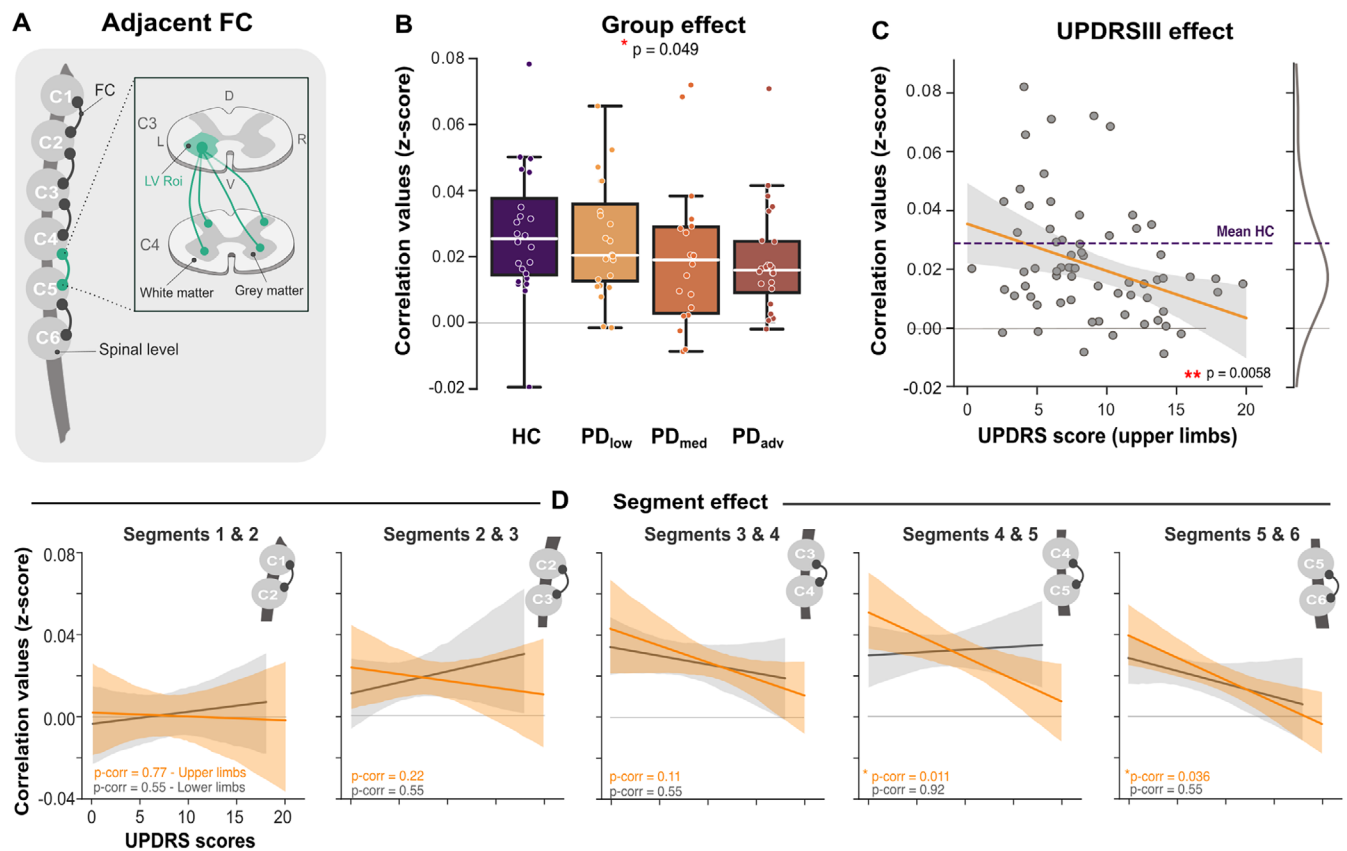 A
Adjacent FC
C1
C2
C3
C4
C5
C6
FC
Spinal level
D
C3
L
R
LV Roi
V
C4
White matter
Grey matter
B
Group effect
* p = 0.049
Correlation values (z-score)
0.08
0.06
0.04
0.02
0.00
-0.02
HC
PDlow
PDmed
PDadv
C
UPDRSIII effect
Correlation values (z-score)
0.08
0.06
0.04
0.02
0.00
-0.02
Mean HC
** p = 0.0058
0
5
10
15
20
UPDRS score (upper limbs)
D
Segment effect
Correlation values (z-score)
0.08
0.04
0.00
-0.04
Segments 1 & 2
C1
C2
p-corr = 0.77 - Upper limbs
p-corr = 0.55 - Lower limbs
0
5
10
15
20
UPDRS scores
Segments 2 & 3
C2
C3
p-corr = 0.22
p-corr = 0.55
Segments 3 & 4
C3
C4
p-corr = 0.11
p-corr = 0.55
Segments 4 & 5
C4
C5
* p-corr = 0.011
p-corr = 0.92
Segments 5 & 6
C5
C6
*p-corr = 0.036
p-corr = 0.55